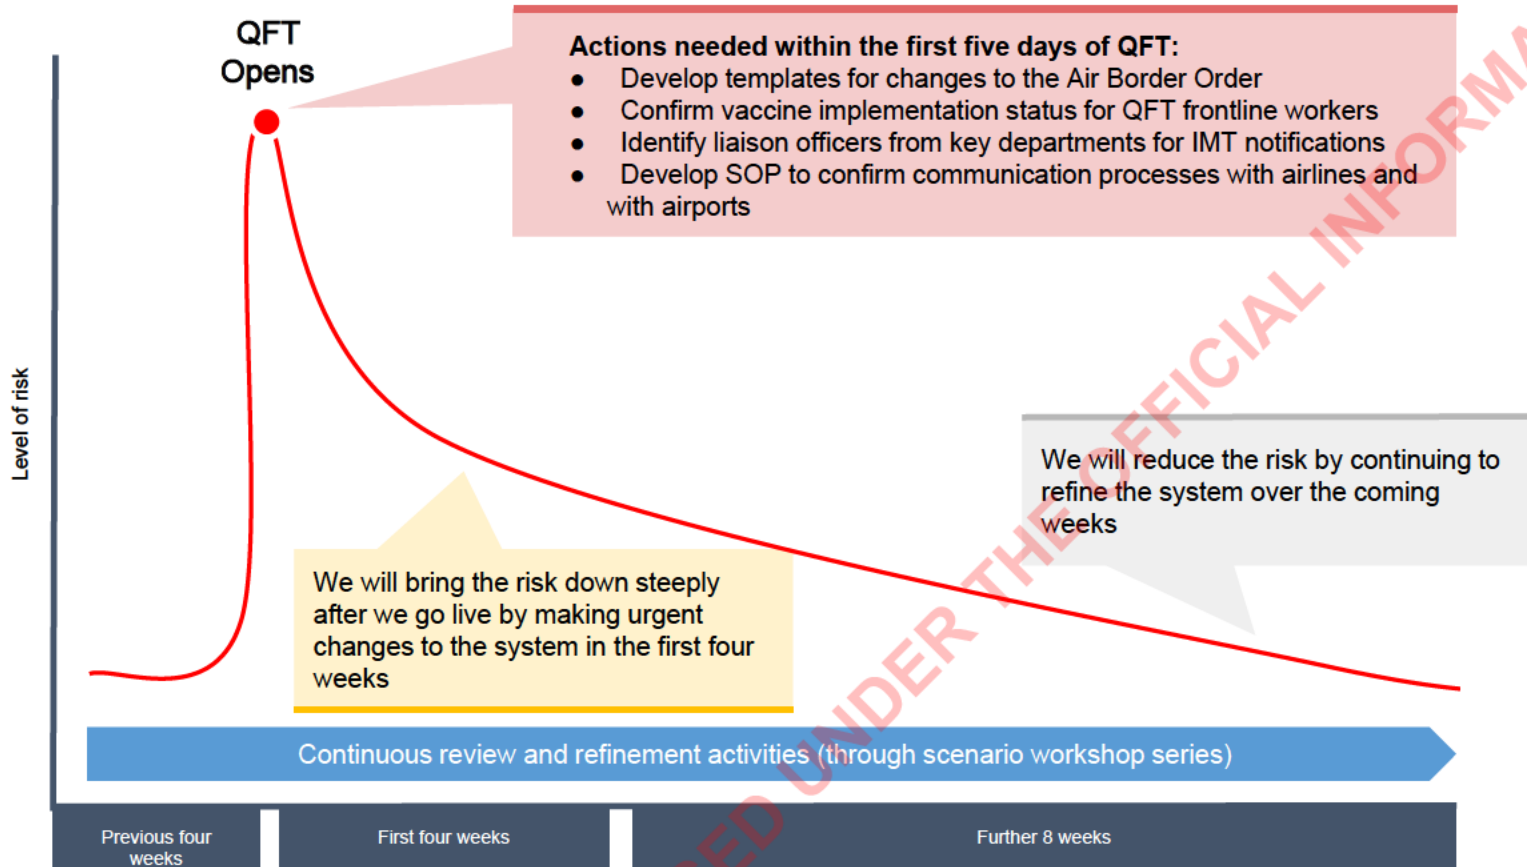 QFT
Opens
Actions needed within the first five days of QFT:
● Develop templates for changes to the Air Border Order
● Confirm vaccine implementation status for QFT frontline workers
● Identify liaison officers from key departments for IMT notifications
● Develop SOP to confirm communication processes with airlines and
with airports
Level of risk
We will reduce the risk by continuing to
refine the system over the coming
weeks
We will bring the risk down steeply
after we go live by making urgent
changes to the system in the first four
weeks
Continuous review and refinement activities (through scenario workshop series)
Previous four
weeks
First four weeks
Further 8 weeks
UNDER THE OFFICIAL